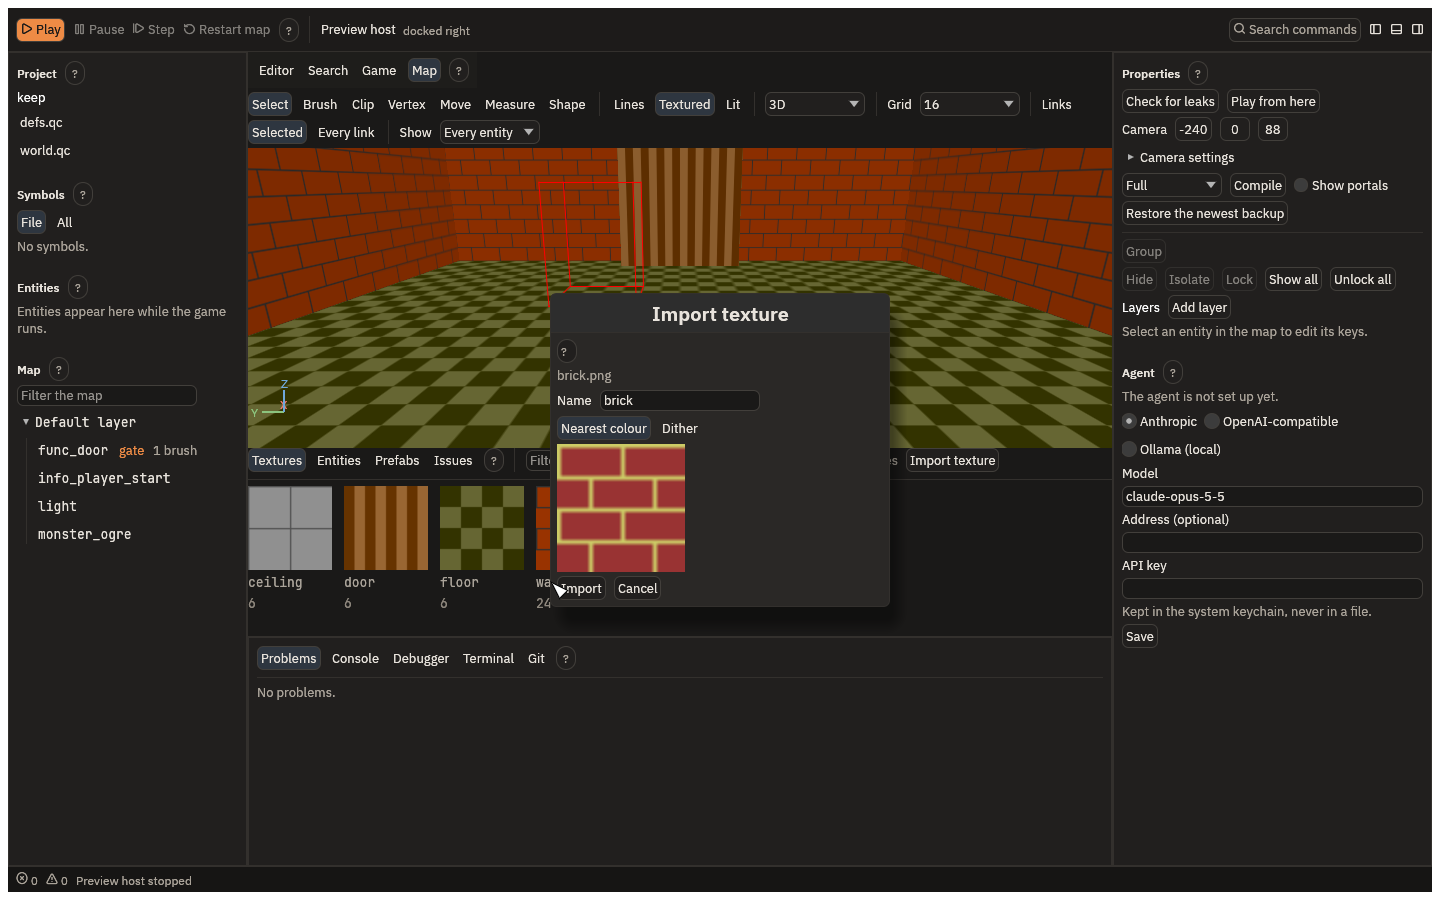 Play Pause Step Restart map ? Preview host docked right Search commands
Project ?
keep
defs.qc
world.qc
Symbols ?
File All
No symbols.
Entities ?
Entities appear here while the game
runs.
Map ?
Filter the map
Default layer
func_door gate 1 brush
info_player_start
light
monster_ogre
Editor Search Game Map ?
Select Brush Clip Vertex Move Measure Shape Lines Textured Lit 3D Grid 16 Links
Selected Every link Show Every entity
Z
Y X
Textures Entities Prefabs Issues ? Import texture
ceiling door floor
6 6 6 24
Import texture
?
brick.png
Name brick
Nearest colour Dither
Import Cancel
Problems Console Debugger Terminal Git ?
No problems.
Properties ?
Check for leaks Play from here
Camera -240 0 88
Camera settings
Full Compile Show portals
Restore the newest backup
Group
Hide Isolate Lock Show all Unlock all
Layers Add layer
Select an entity in the map to edit its keys.
Agent ?
The agent is not set up yet.
Anthropic OpenAI-compatible
Ollama (local)
Model
claude-opus-5-5
Address (optional)
API key
Kept in the system keychain, never in a file.
Save
0 0 Preview host stopped